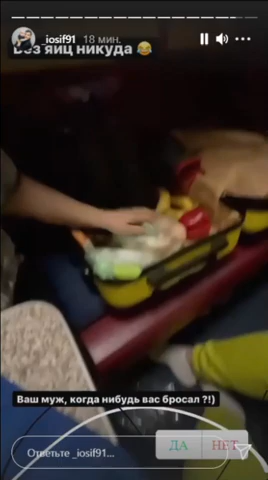 _iosif91 18 мин.
Без яиц никуда 😂
Ваш муж, когда нибудь вас бросал ?!)
ДА НЕТ
Ответьте _iosif91...